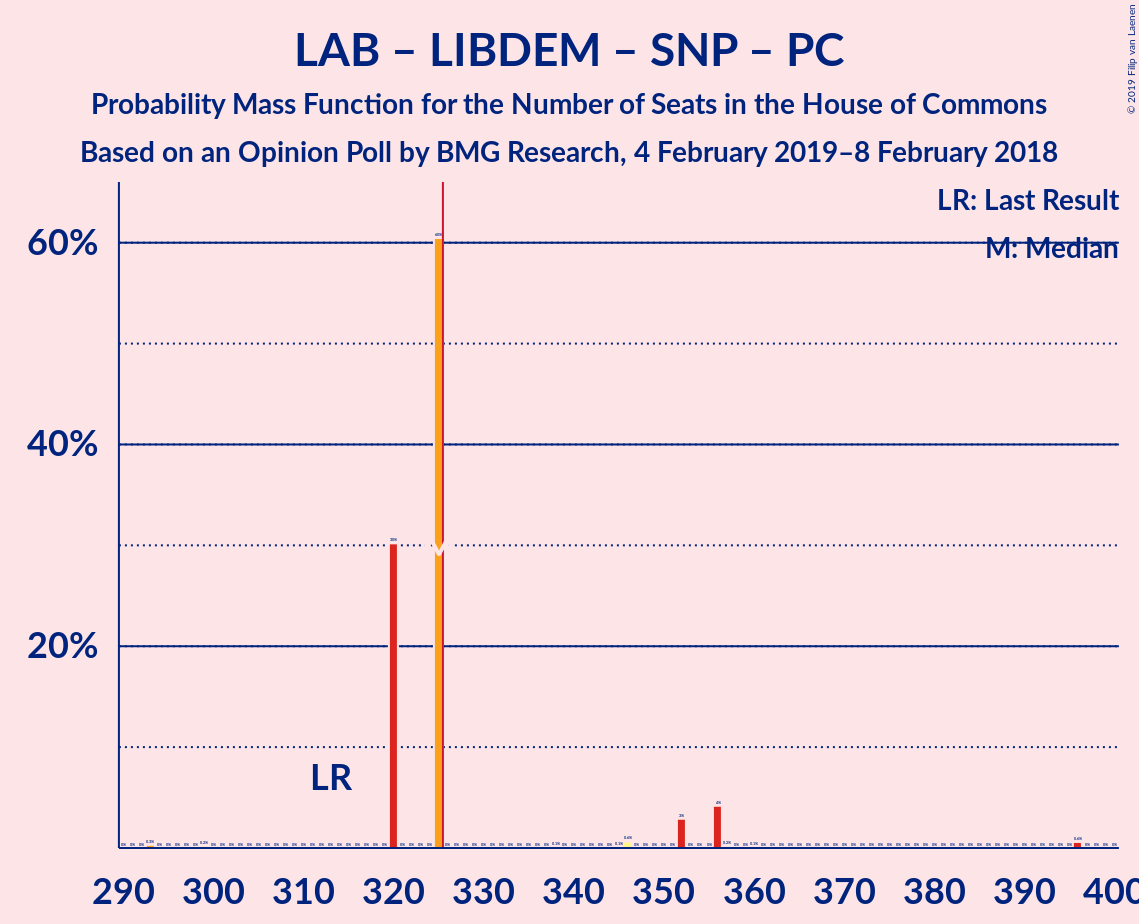 LAB – LIBDEM – SNP – PC
Probability Mass Function for the Number of Seats in the House of Commons
Based on an Opinion Poll by BMG Research, 4 February 2019–8 February 2018
© 2019 Filip van Laenen
LR: Last Result
M: Median
60%
40%
20%
LR
M
290 300 310 320 330 340 350 360 370 380 390 400